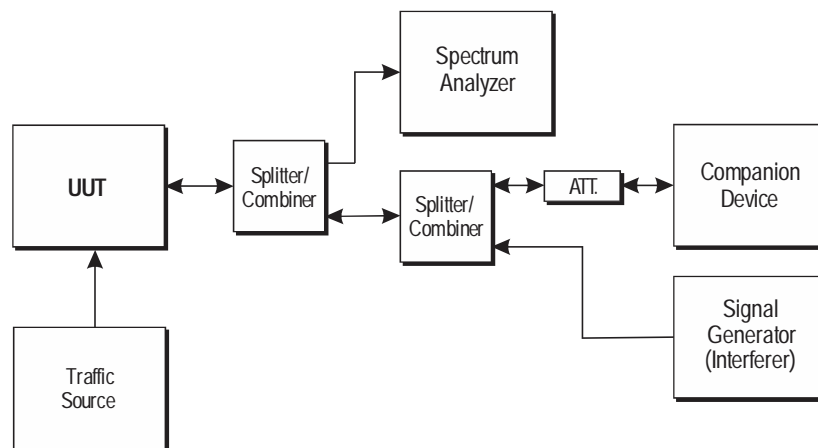 Spectrum
Analyzer
UUT
Splitter/
Combiner
Splitter/
Combiner
ATT.
Companion
Device
Signal
Generator
(Interferer)
Traffic
Source